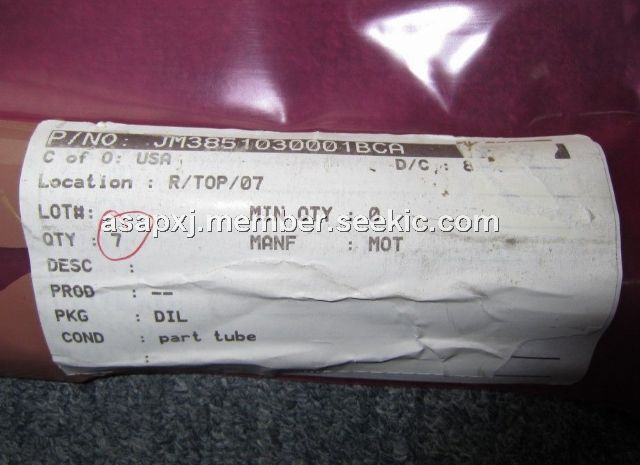 P/NO: JM3851030001BCA
C of O: USA D/C : 8
Location : R/TOP/07
LOT#: MIN QTY : 0
asapxj.member.seekic.com
QTY : 7 MANF : MOT
DESC :
PROD : --
PKG : DIL
COND : part tube
: